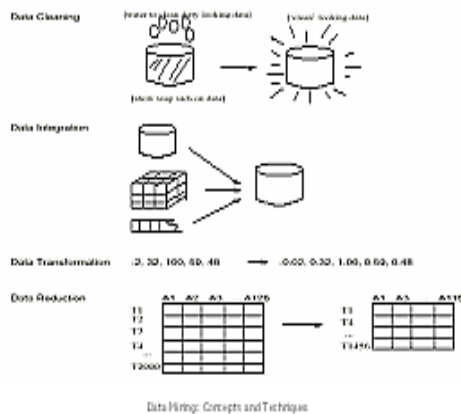 Data Cleaning
[water to clean dirty looking data]
['clean' looking data]
[show soap suds on data]
Data Integration
Data Transformation
-2, 32, 100, 59, 48
-0.02, 0.32, 1.00, 0.59, 0.48
Data Reduction
A1 A2 A3 ... A126
T1
T2
T3
T4
...
T2000
A1 A3 ... A115
T1
T4
...
T1456
Data Mining: Concepts and Techniques